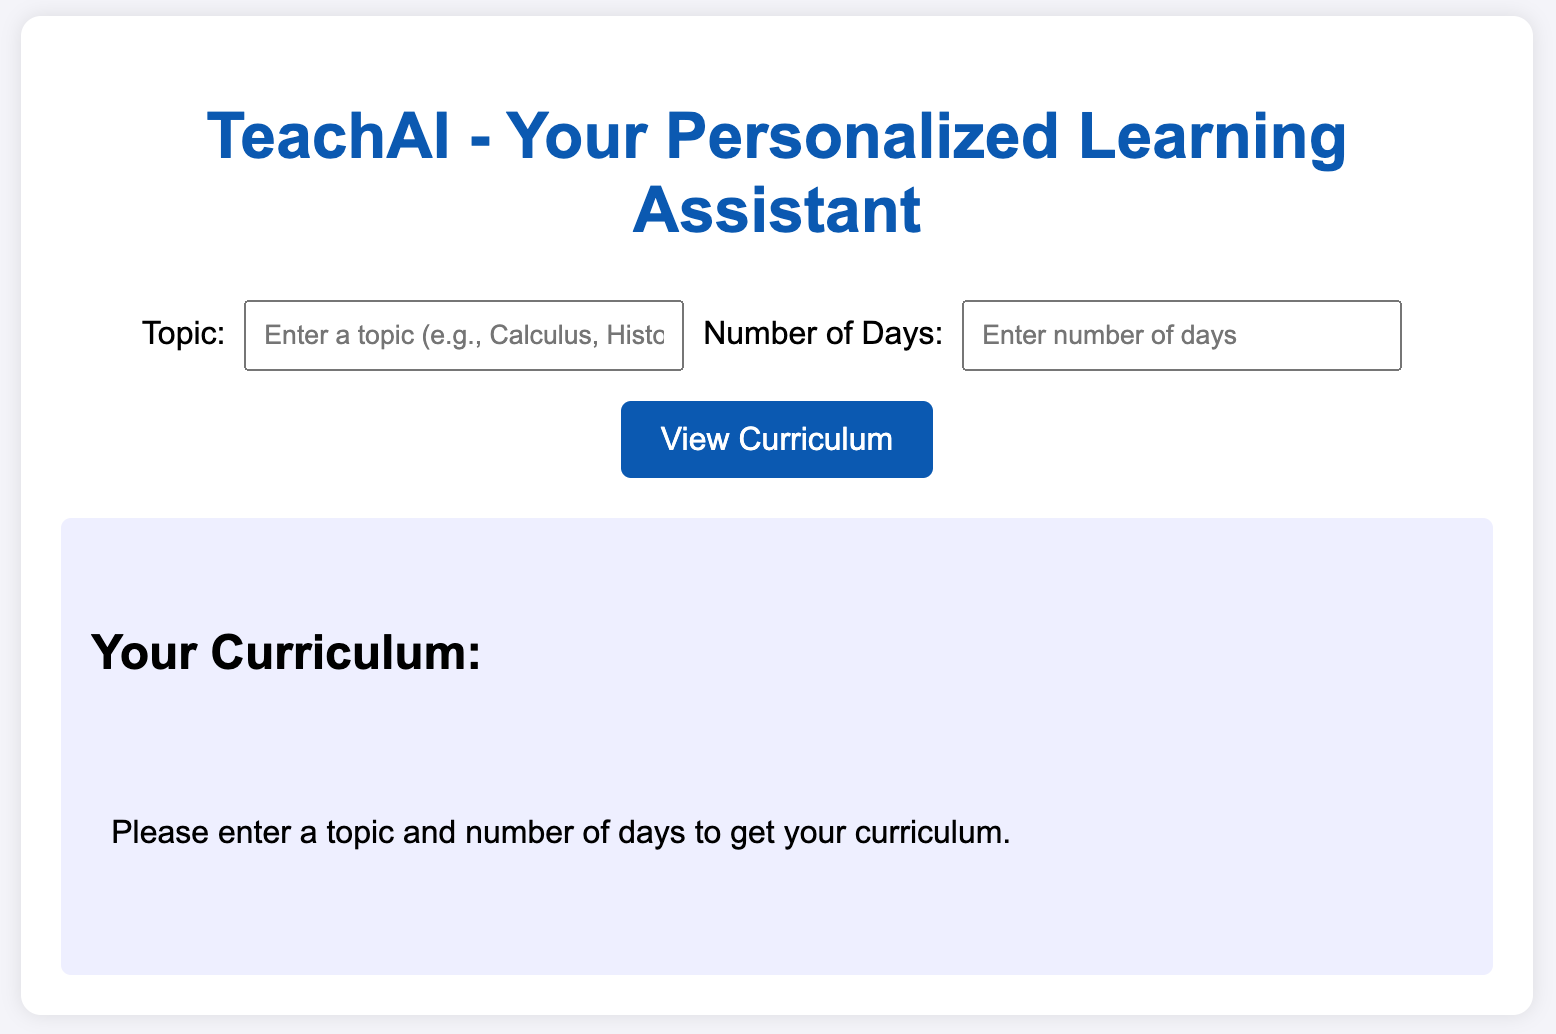 TeachAI - Your Personalized Learning
Assistant
Topic: Enter a topic (e.g., Calculus, Histo Number of Days: Enter number of days
View Curriculum
Your Curriculum:
Please enter a topic and number of days to get your curriculum.